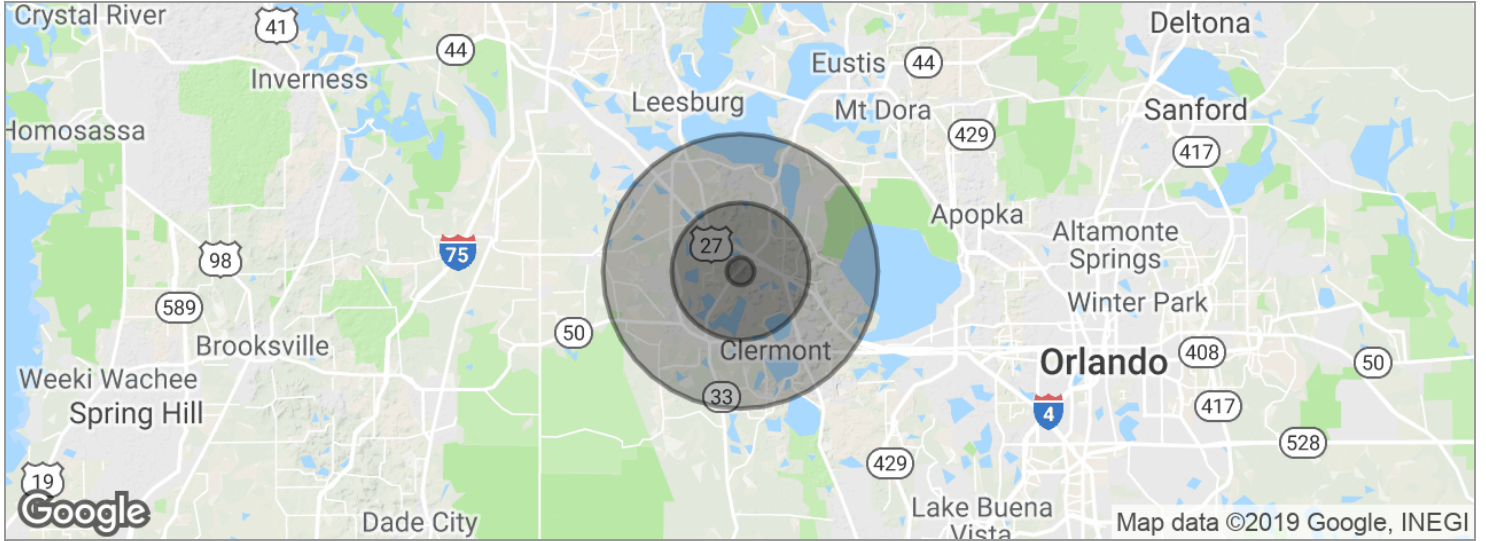 Crystal River
41
Deltona
44
Eustis
44
Inverness
Leesburg
Mt Dora
Sanford
Homosassa
429
417
Apopka
Altamonte
Springs
27
75
98
Winter Park
589
50
Brooksville
Clermont
Orlando
408
50
Weeki Wachee
33
Spring Hill
4
417
528
429
19
Google
Dade City
Lake Buena
Vista
Map data ©2019 Google, INEGI